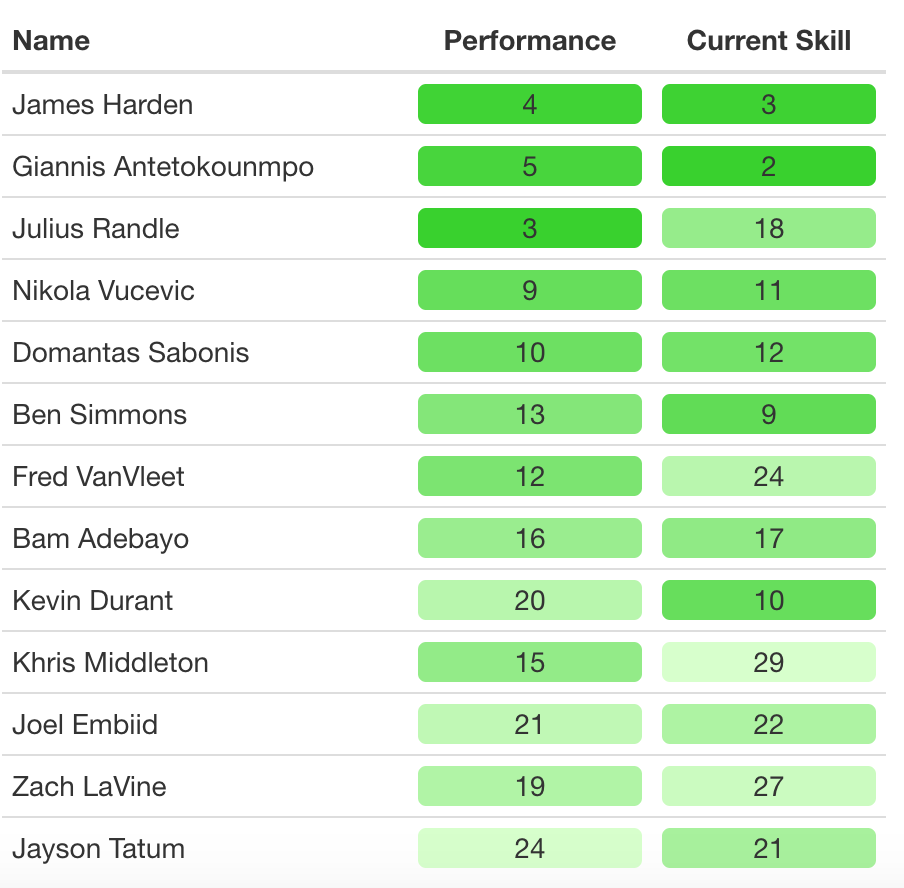 Name Performance Current Skill
James Harden 4 3
Giannis Antetokounmpo 5 2
Julius Randle 3 18
Nikola Vucevic 9 11
Domantas Sabonis 10 12
Ben Simmons 13 9
Fred VanVleet 12 24
Bam Adebayo 16 17
Kevin Durant 20 10
Khris Middleton 15 29
Joel Embiid 21 22
Zach LaVine 19 27
Jayson Tatum 24 21